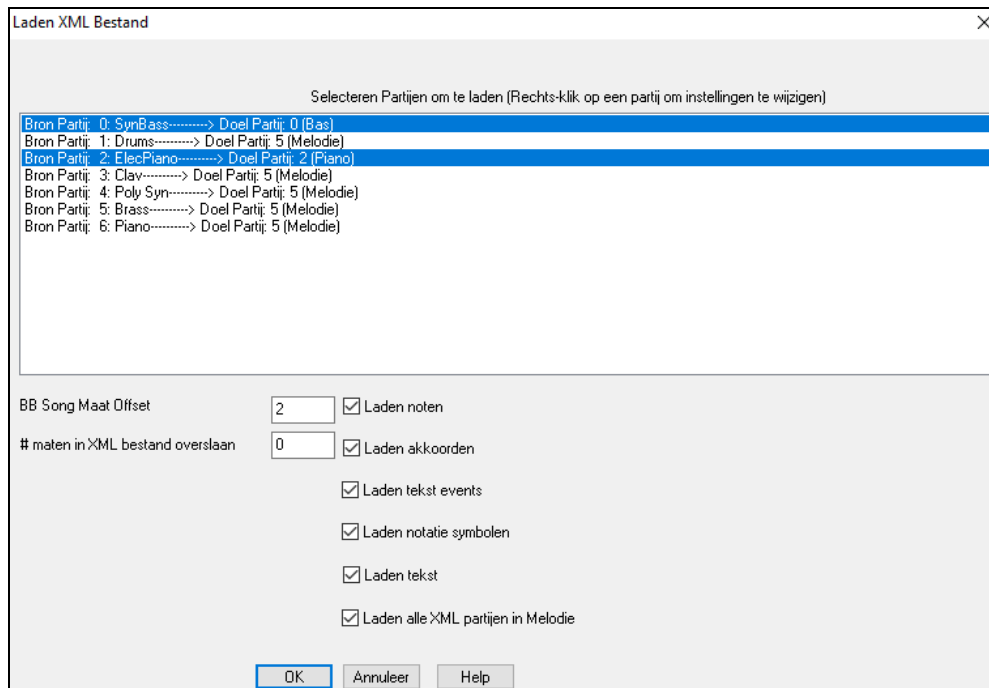 Laden XML Bestand
Selecteren Partijen om te laden (Rechts-klik op een partij om instellingen te wijzigen)
Bron Partij: 0: SynBass---------> Doel Partij: 0 (Bas)
Bron Partij: 1: Drums---------> Doel Partij: 5 (Melodie)
Bron Partij: 2: ElecPiano---------> Doel Partij: 2 (Piano)
Bron Partij: 3: Clav---------> Doel Partij: 5 (Melodie)
Bron Partij: 4: Poly Syn---------> Doel Partij: 5 (Melodie)
Bron Partij: 5: Brass---------> Doel Partij: 5 (Melodie)
Bron Partij: 6: Piano---------> Doel Partij: 5 (Melodie)
BB Song Maat Offset 2 Laden noten
# maten in XML bestand overslaan 0 Laden akkoorden
Laden tekst events
Laden notatie symbolen
Laden tekst
Laden alle XML partijen in Melodie
OK Annuleer Help